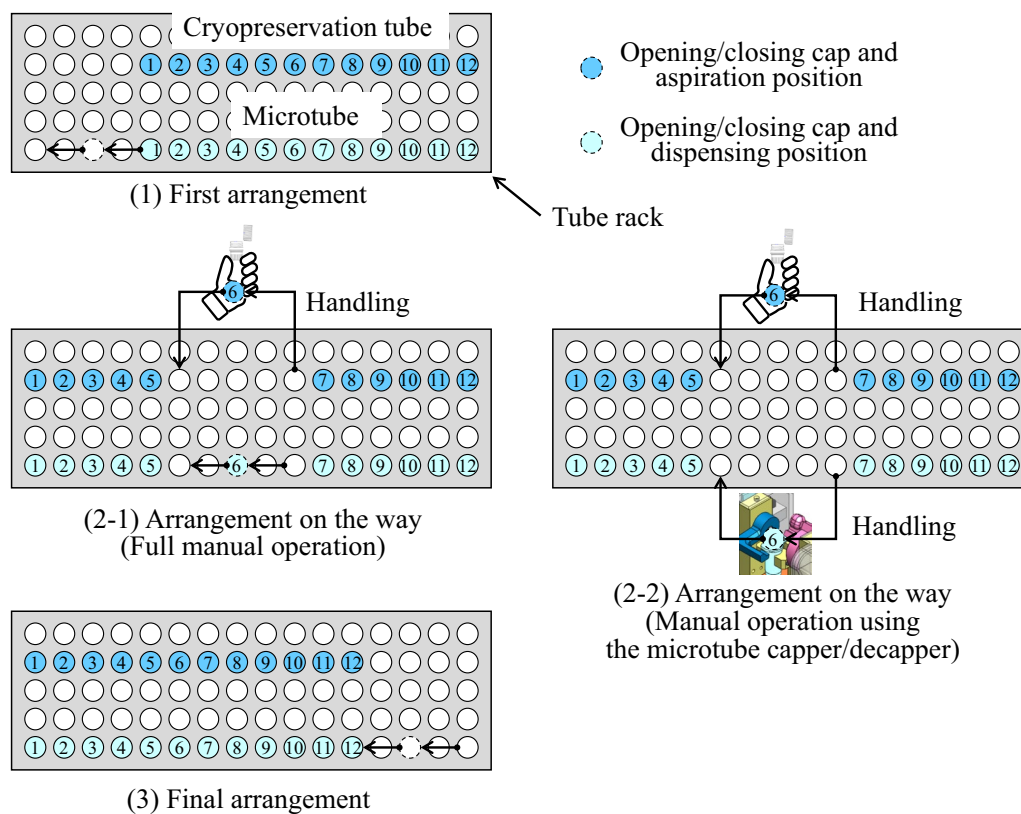 Cryopreservation tube
1 2 3 4 5 6 7 8 9 10 11 12
Microtube
1 2 3 4 5 6 7 8 9 10 11 12
(1) First arrangement
Opening/closing cap and
aspiration position
Opening/closing cap and
dispensing position
Tube rack
6
Handling
1 2 3 4 5 7 8 9 10 11 12
1 2 3 4 5 6 7 8 9 10 11 12
(2-1) Arrangement on the way
(Full manual operation)
6
Handling
1 2 3 4 5 7 8 9 10 11 12
1 2 3 4 5 7 8 9 10 11 12
6
Handling
(2-2) Arrangement on the way
(Manual operation using
the microtube capper/decapper)
1 2 3 4 5 6 7 8 9 10 11 12
1 2 3 4 5 6 7 8 9 10 11 12
(3) Final arrangement